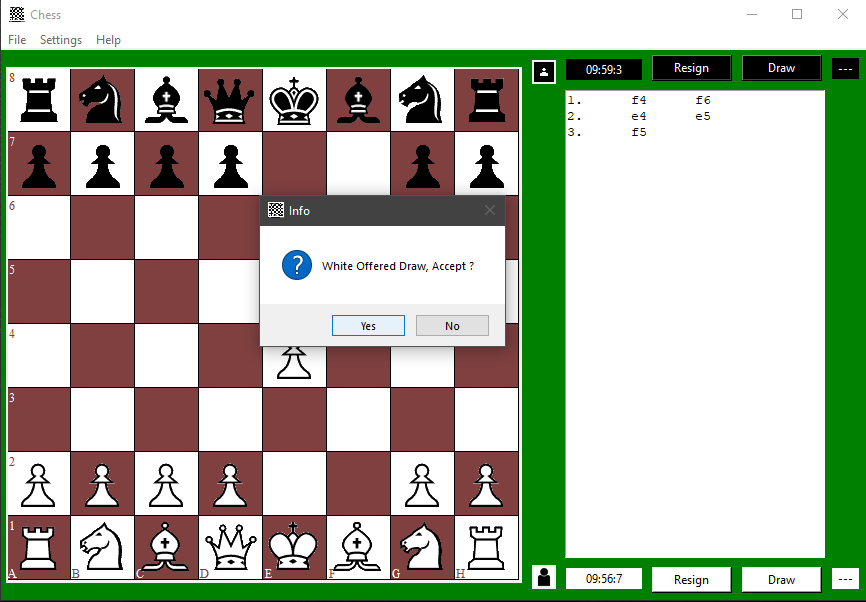 Chess
File Settings Help
09:59:3 Resign Draw ---
8
7
6
5
4
3
2
1
A B C D E F G H
1. f4 f6
2. e4 e5
3. f5
Info
White Offered Draw, Accept ?
Yes No
09:56:7 Resign Draw ---